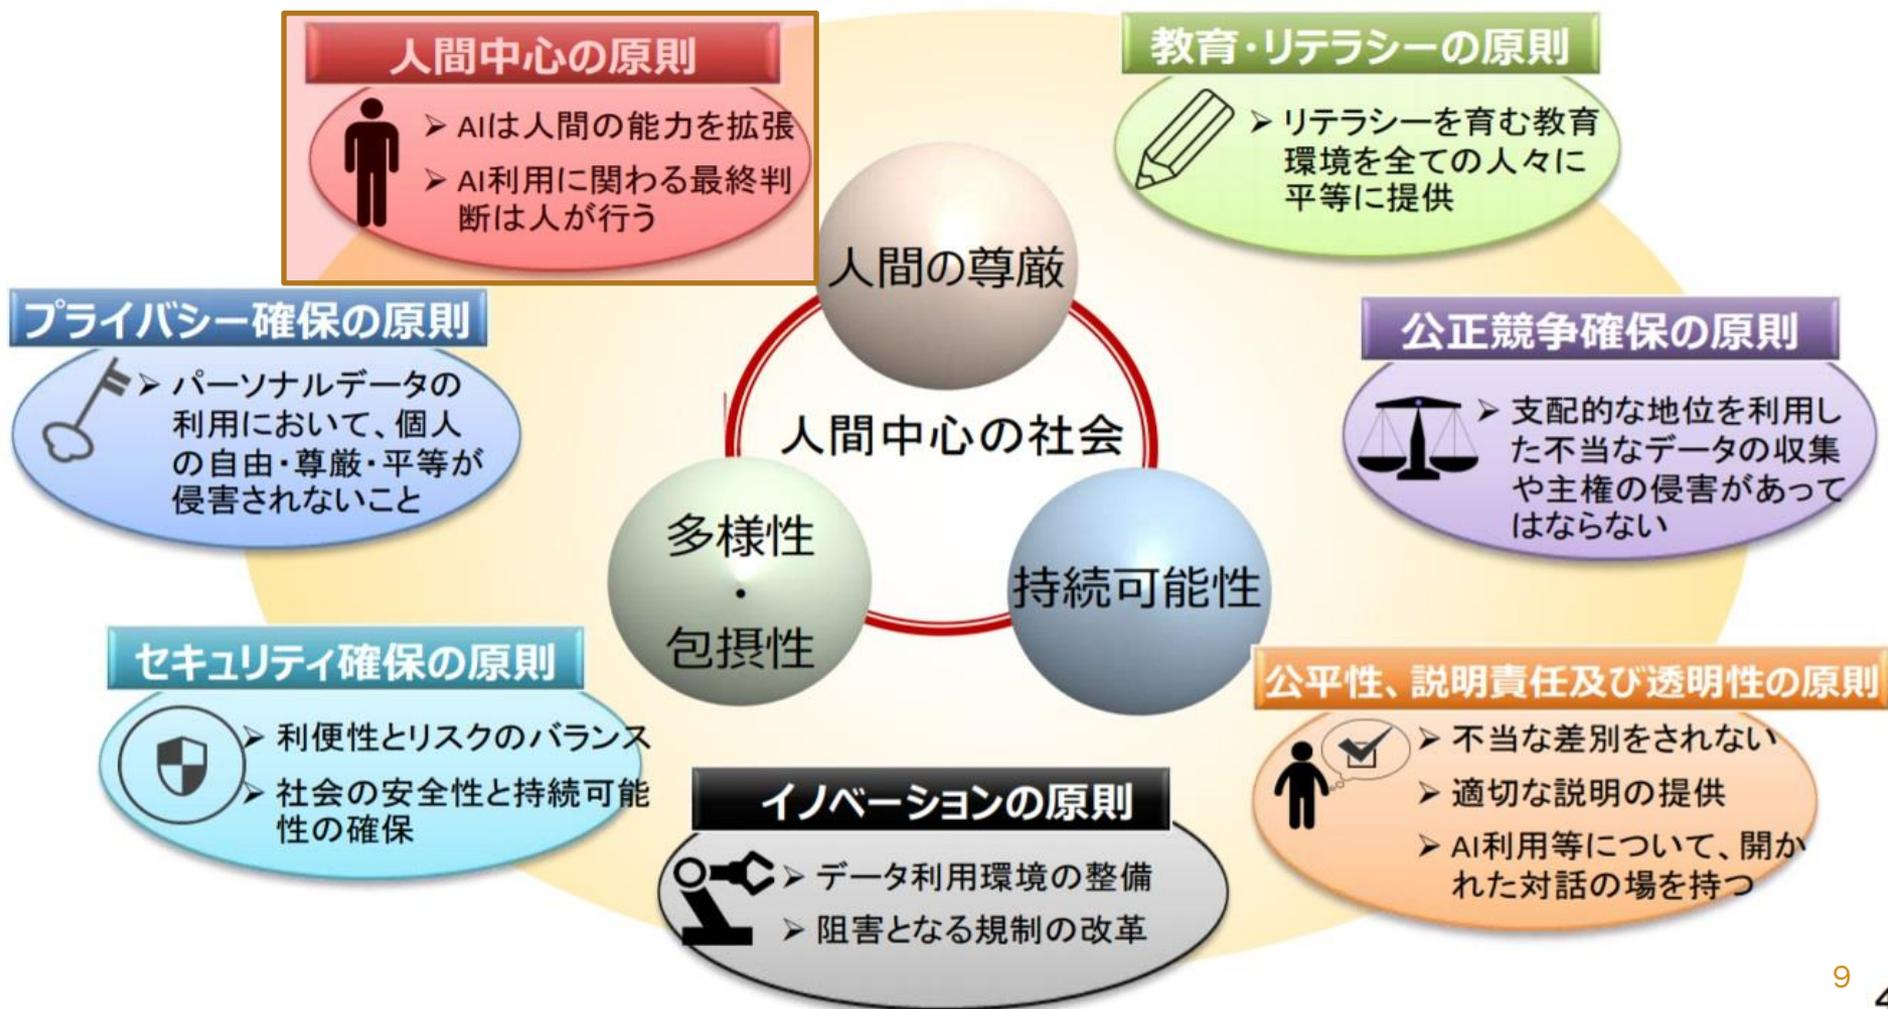 人間中心の原則
➢ AIは人間の能力を拡張
➢ AI利用に関わる最終判
断は人が行う
教育・リテラシーの原則
➢ リテラシーを育む教育
環境を全ての人々に
平等に提供
プライバシー確保の原則
➢ パーソナルデータの
利用において、個人
の自由・尊厳・平等が
侵害されないこと
人間の尊厳
人間中心の社会
多様性
・
包摂性
持続可能性
公正競争確保の原則
➢ 支配的な地位を利用し
た不当なデータの収集
や主権の侵害があって
はならない
セキュリティ確保の原則
➢ 利便性とリスクのバランス
➢ 社会の安全性と持続可能
性の確保
イノベーションの原則
➢ データ利用環境の整備
➢ 阻害となる規制の改革
公平性、説明責任及び透明性の原則
➢ 不当な差別をされない
➢ 適切な説明の提供
➢ AI利用等について、開か
れた対話の場を持つ
9